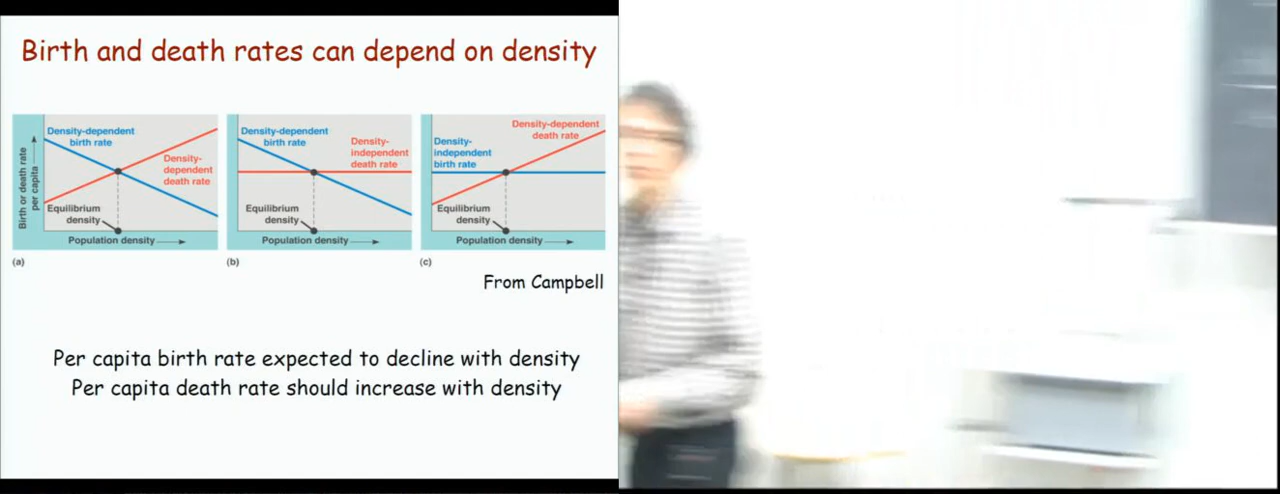 Birth and death rates can depend on density
Birth or death rate
per capita
Density-dependent
birth rate
Density-
dependent
death rate
Equilibrium
density
Population density
(a)
Density-dependent
birth rate
Density-
independent
death rate
Equilibrium
density
Population density
(b)
Density-dependent
death rate
Density-
independent
birth rate
Equilibrium
density
Population density
(c)
From Campbell
Per capita birth rate expected to decline with density
Per capita death rate should increase with density